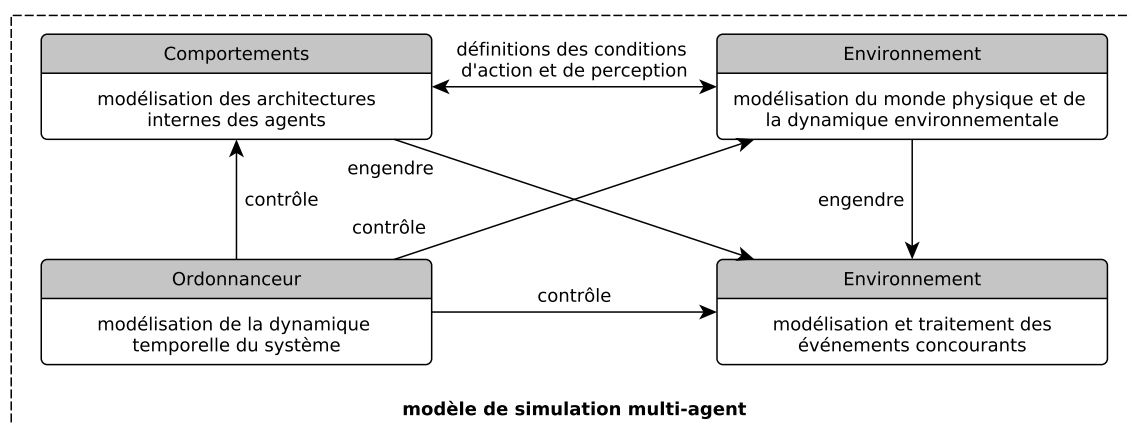 Comportements
modélisation des architectures
internes des agents
définitions des conditions
d'action et de perception
Environnement
modélisation du monde physique et de
la dynamique environnementale
engendre
contrôle
engendre
contrôle
Ordonnanceur
modélisation de la dynamique
temporelle du système
contrôle
Environnement
modélisation et traitement des
événements concourants
modèle de simulation multi-agent